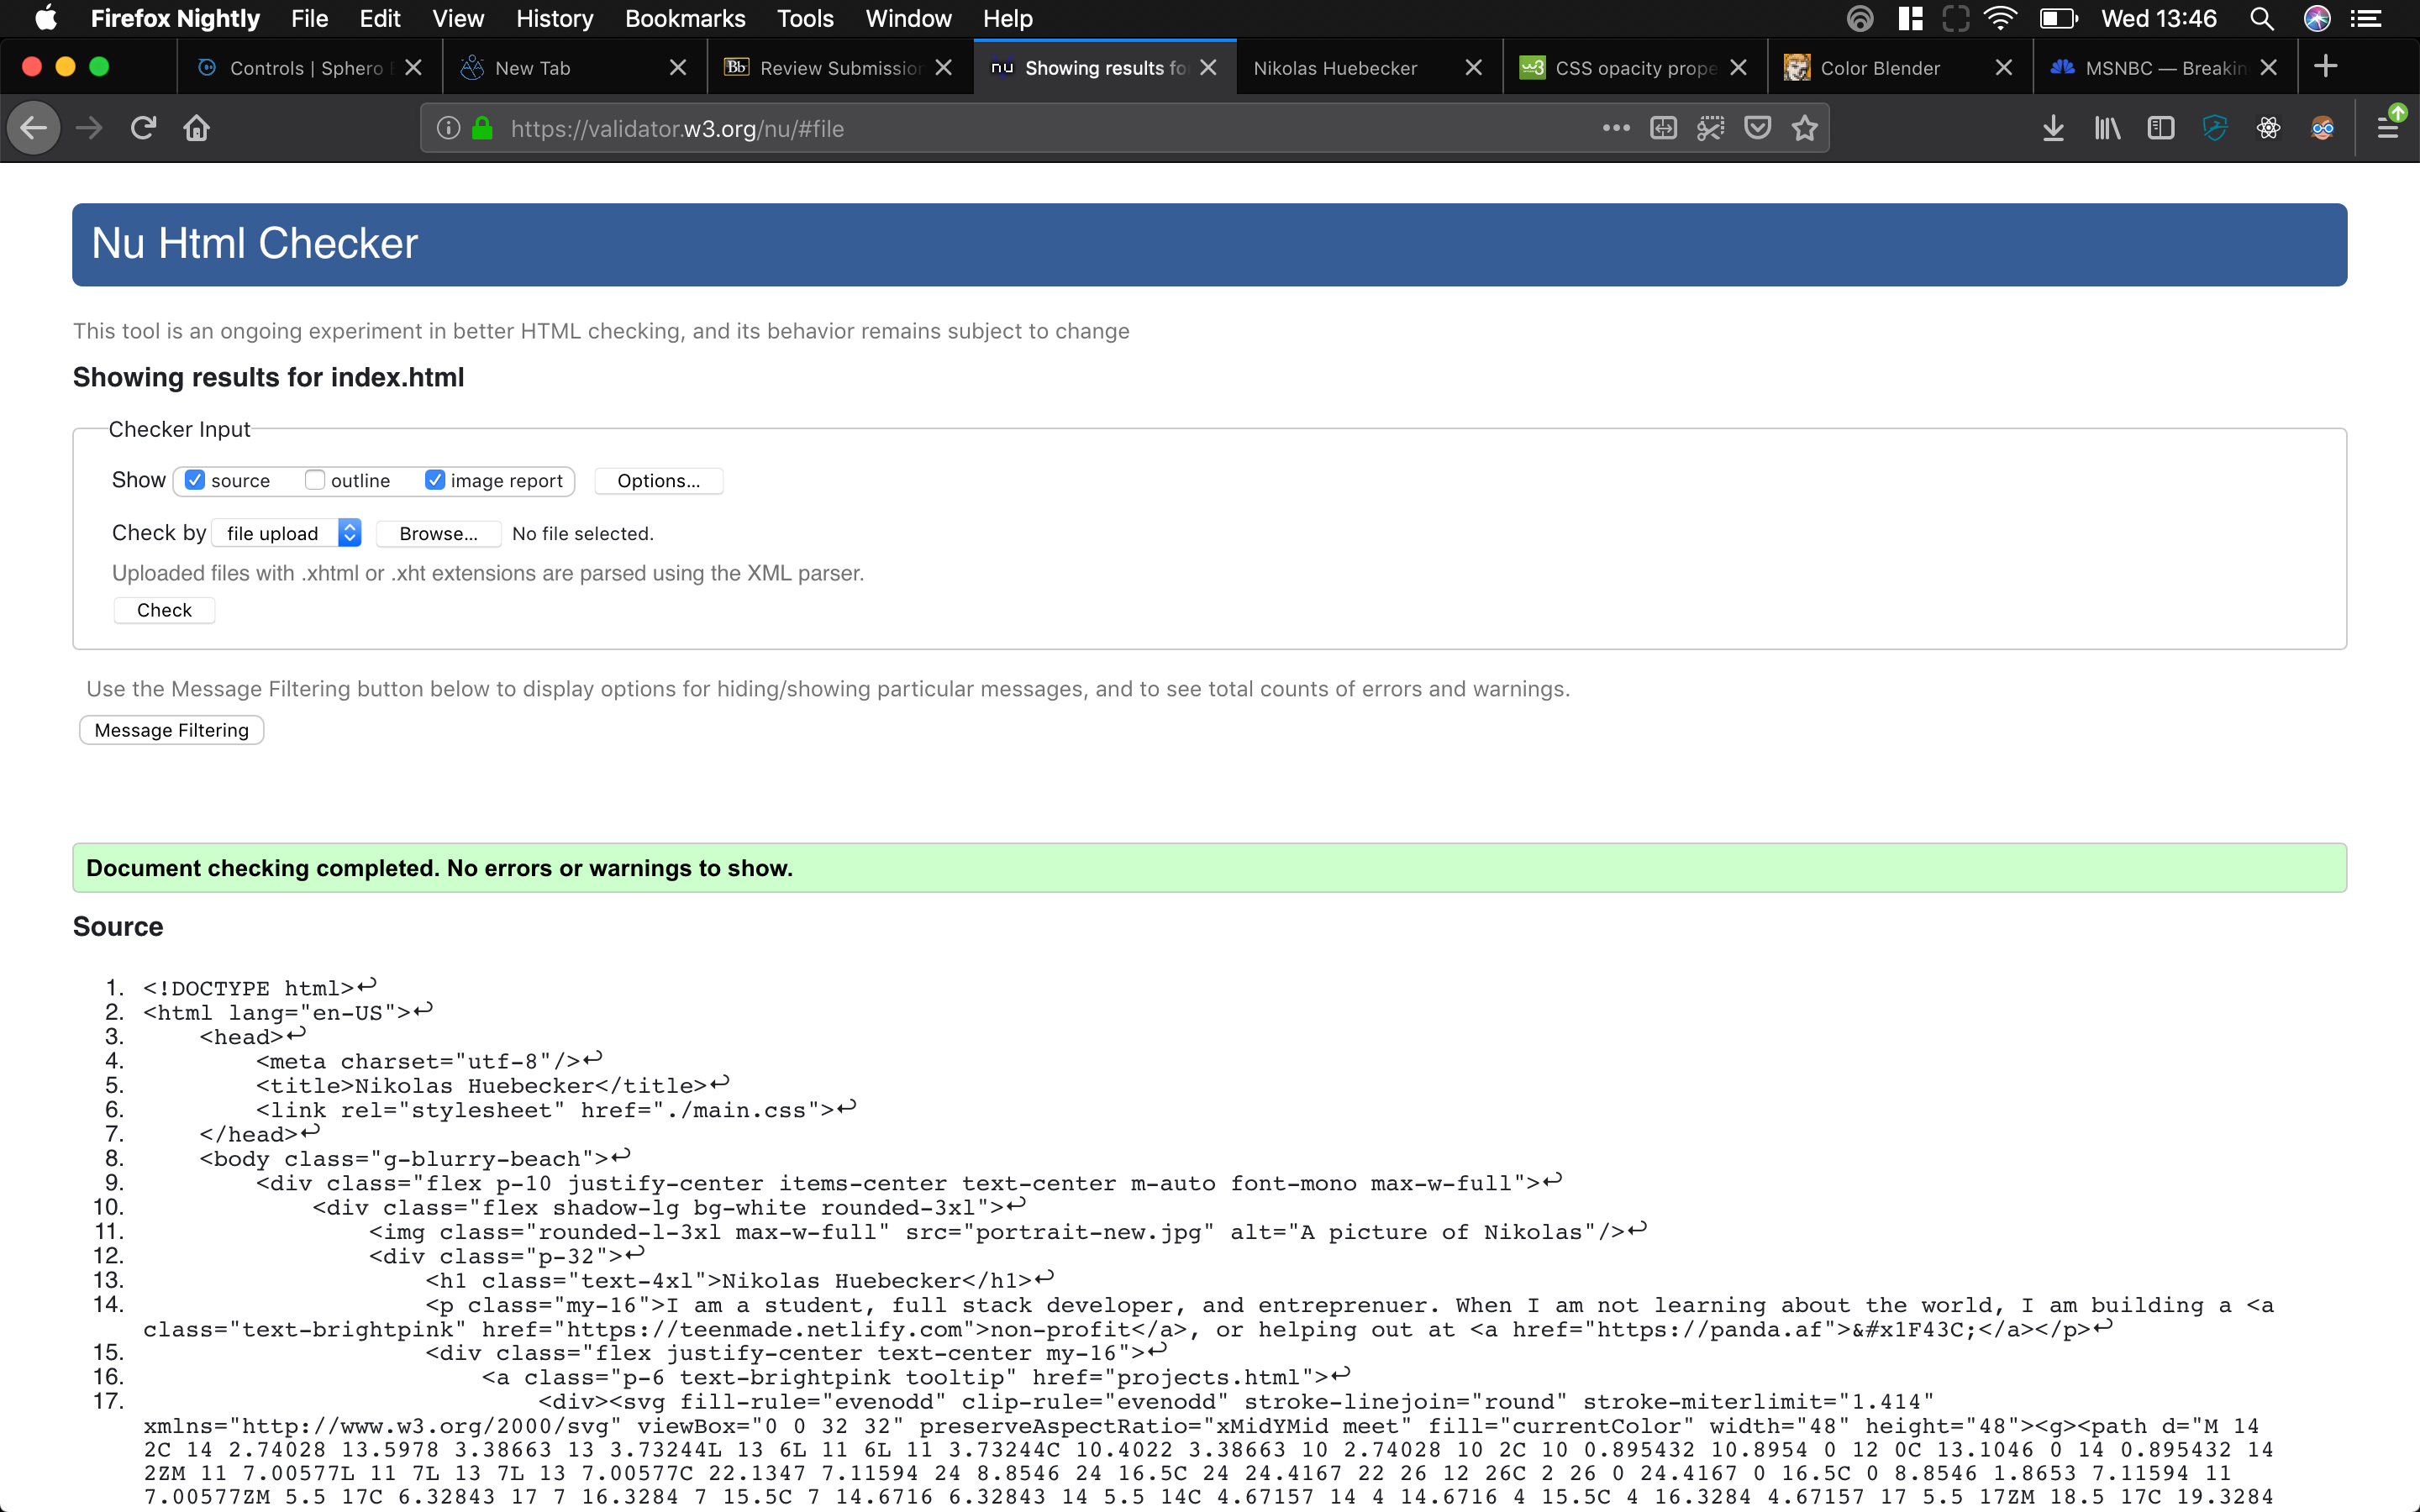 Firefox Nightly File Edit View History Bookmarks Tools Window Help Wed 13:46
Controls | Sphero New Tab Bb Review Submission nu Showing results fo Nikolas Huebecker w3 CSS opacity prope Color Blender MSNBC — Breakin
https://validator.w3.org/nu/#file
Nu Html Checker
This tool is an ongoing experiment in better HTML checking, and its behavior remains subject to change
Showing results for index.html
Checker Input
Show source outline image report Options...
Check by file upload Browse... No file selected.
Uploaded files with .xhtml or .xht extensions are parsed using the XML parser.
Check
Use the Message Filtering button below to display options for hiding/showing particular messages, and to see total counts of errors and warnings.
Message Filtering
Document checking completed. No errors or warnings to show.
Source
1. <!DOCTYPE html>↩
2. <html lang="en-US">↩
3. <head>↩
4. <meta charset="utf-8"/>↩
5. <title>Nikolas Huebecker</title>↩
6. <link rel="stylesheet" href="./main.css">↩
7. </head>↩
8. <body class="g-blurry-beach">↩
9. <div class="flex p-10 justify-center items-center text-center m-auto font-mono max-w-full">↩
10. <div class="flex shadow-lg bg-white rounded-3xl">↩
11. <img class="rounded-l-3xl max-w-full" src="portrait-new.jpg" alt="A picture of Nikolas"/>↩
12. <div class="p-32">↩
13. <h1 class="text-4xl">Nikolas Huebecker</h1>↩
14. <p class="my-16">I am a student, full stack developer, and entreprenuer. When I am not learning about the world, I am building a <a
class="text-brightpink" href="https://teenmade.netlify.com">non-profit</a>, or helping out at <a href="https://panda.af">&#x1F43C;</a></p>↩
15. <div class="flex justify-center text-center my-16">↩
16. <a class="p-6 text-brightpink tooltip" href="projects.html">↩
17. <div><svg fill-rule="evenodd" clip-rule="evenodd" stroke-linejoin="round" stroke-miterlimit="1.414"
xmlns="http://www.w3.org/2000/svg" viewBox="0 0 32 32" preserveAspectRatio="xMidYMid meet" fill="currentColor" width="48" height="48"><g><path d="M 14
2C 14 2.74028 13.5978 3.38663 13 3.73244L 13 6L 11 6L 11 3.73244C 10.4022 3.38663 10 2.74028 10 2C 10 0.895432 10.8954 0 12 0C 13.1046 0 14 0.895432 14
2ZM 11 7.00577L 11 7L 13 7L 13 7.00577C 22.1347 7.11594 24 8.8546 24 16.5C 24 24.4167 22 26 12 26C 2 26 0 24.4167 0 16.5C 0 8.8546 1.8653 7.11594 11
7.00577ZM 5.5 17C 6.32843 17 7 16.3284 7 15.5C 7 14.6716 6.32843 14 5.5 14C 4.67157 14 4 14.6716 4 15.5C 4 16.3284 4.67157 17 5.5 17ZM 18.5 17C 19.3284